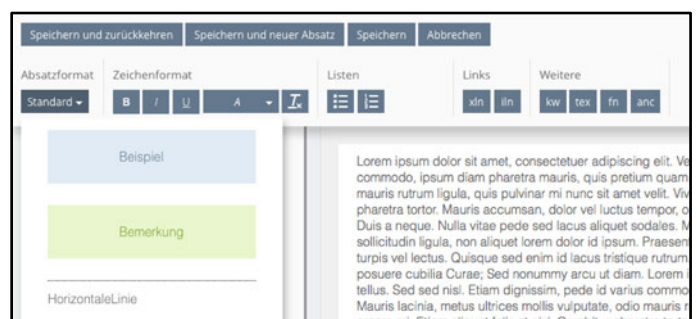 Speichern und zurückkehren Speichern und neuer Absatz Speichern Abbrechen
Absatzformat Zeichenformat Listen Links Weitere
Standard B I U A Tx xln iln kw tex fn anc
Beispiel
Bemerkung
HorizontaleLinie
Lorem ipsum dolor sit amet, consectetuer adipiscing elit. Ve
commodo, ipsum diam pharetra mauris, quis pretium quam
mauris rutrum ligula, quis pulvinar mi nunc sit amet velit. Viv
pharetra tortor. Mauris accumsan, dolor vel luctus tempor, o
Duis a neque. Nulla vitae pede sed lacus aliquet sodales. M
sollicitudin ligula, non aliquet lorem dolor id ipsum. Praesen
turpis vel lectus. Quisque sed enim id lacus tristique rutrum
posuere cubilia Curae; Sed nonummy arcu ut diam. Lorem i
tellus. Sed sed nisl. Etiam dignissim, pede id varius commo
Mauris lacinia, metus ultrices mollis vulputate, odio mauris r